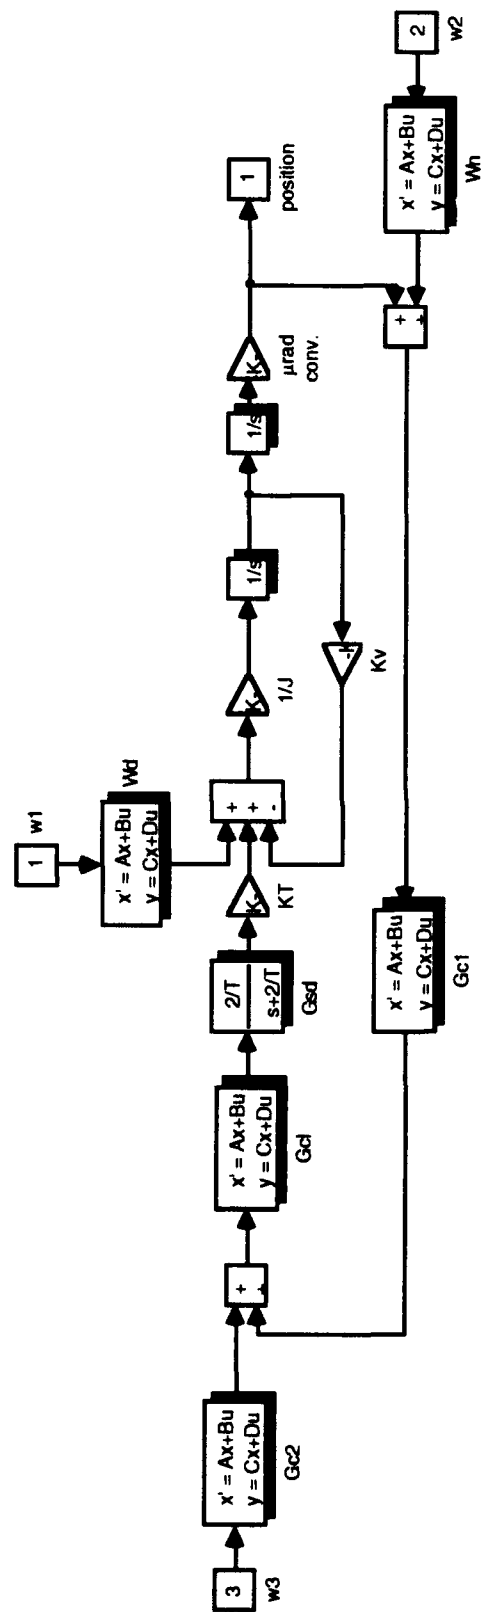 3
w3
x' = Ax+Bu
y = Cx+Du
Gc2
+
+
x' = Ax+Bu
y = Cx+Du
Gcl
2/T
s+2/T
Gsd
K
KT
1
w1
x' = Ax+Bu
y = Cx+Du
Wd
+
+
-
K
1/J
1/s
-K
Kv
1/s
K
μrad
conv.
1
position
2
w2
x' = Ax+Bu
y = Cx+Du
Wn
+
+
x' = Ax+Bu
y = Cx+Du
Gc1